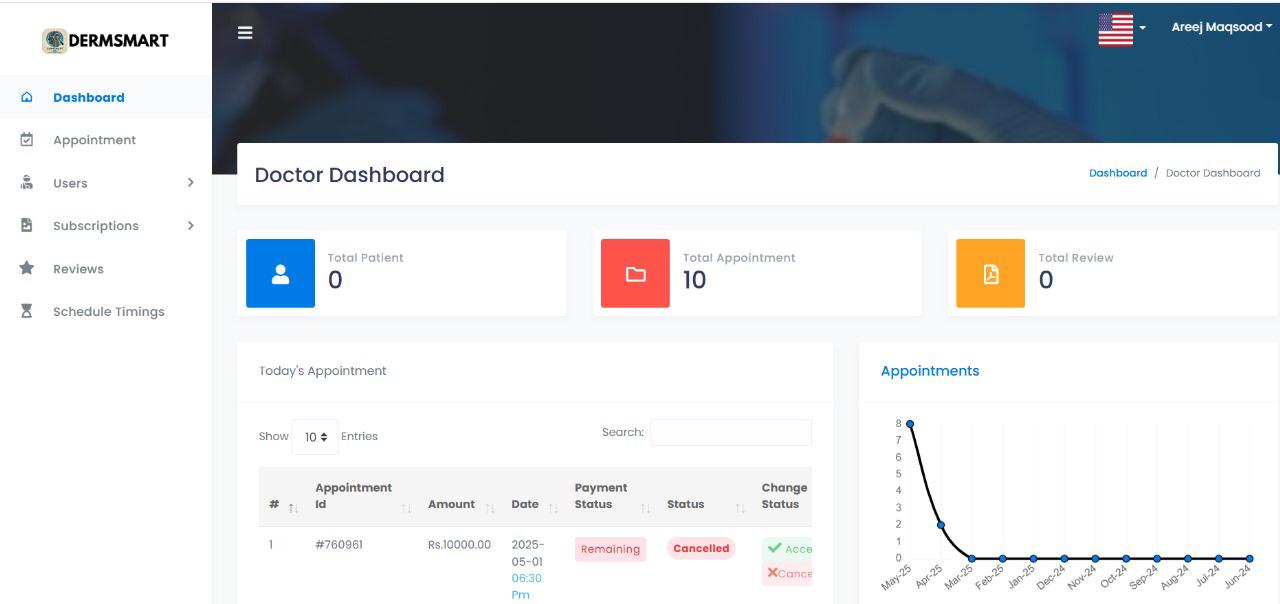 DERMSMART
Areej Maqsood
Dashboard
Appointment
Users
Subscriptions
Reviews
Schedule Timings
Doctor Dashboard
Dashboard / Doctor Dashboard
Total Patient
0
Total Appointment
10
Total Review
0
Today's Appointment
Show 10 Entries
Search:
# Appointment Id Amount Date Payment Status Status Change Status
1 #760961 Rs.10000.00 2025-05-01 06:30 Pm Remaining Cancelled Acce
Cance
Appointments
8
7
6
5
4
3
2
1
0
May-25 Apr-25 Mar-25 Feb-25 Jan-25 Dec-24 Nov-24 Oct-24 Sep-24 Aug-24 Jul-24 Jun-24